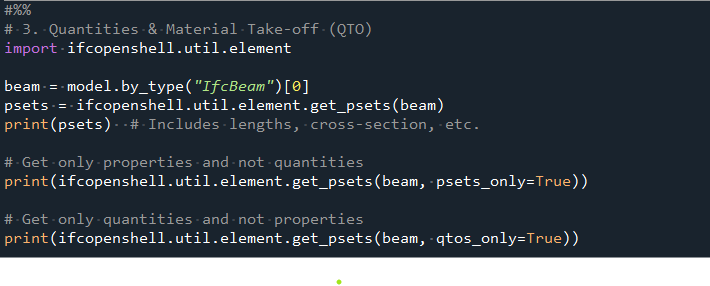 #%%
# 3. Quantities & Material Take-off (QTO)
import ifcopenshell.util.element
beam = model.by_type("IfcBeam")[0]
psets = ifcopenshell.util.element.get_psets(beam)
print(psets)  # Includes lengths, cross-section, etc.
# Get only properties and not quantities
print(ifcopenshell.util.element.get_psets(beam, psets_only=True))
# Get only quantities and not properties
print(ifcopenshell.util.element.get_psets(beam, qtos_only=True))